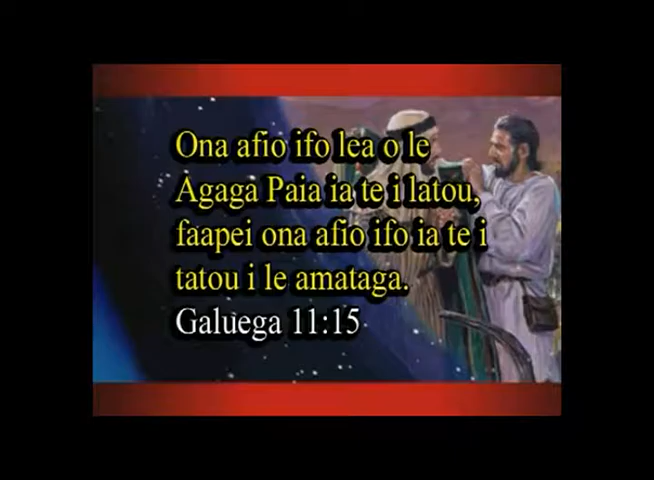 Ona afio ifo lea o le
Agaga Paia ia te i latou,
faapei ona afio ifo ia te i
tatou i le amataga.
Galuega 11:15